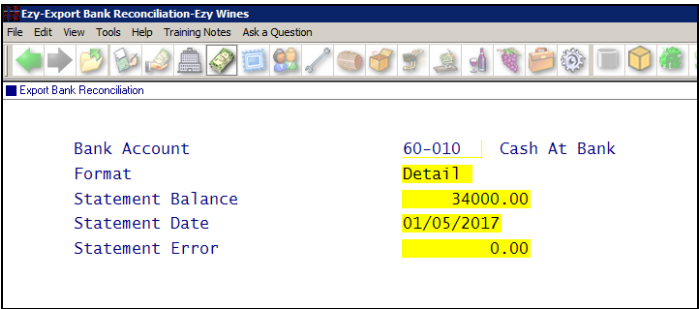 Ezy-Export Bank Reconciliation-Ezy Wines
File Edit View Tools Help Training Notes Ask a Question
Export Bank Reconciliation
Bank Account 60-010 Cash At Bank
Format Detail
Statement Balance 34000.00
Statement Date 01/05/2017
Statement Error 0.00